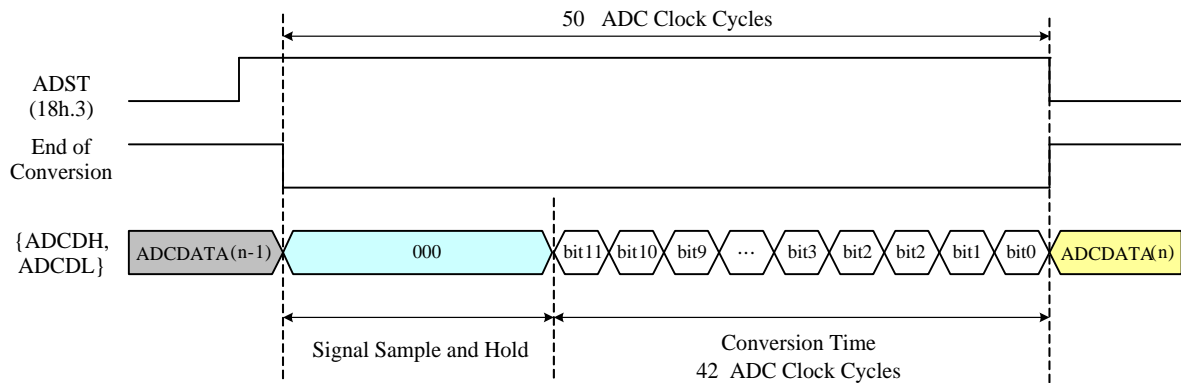 50 ADC Clock Cycles
ADST
(18h.3)
End of
Conversion
{ADCDH,
ADCDL}
ADCDATA(n-1)
000
bit11
bit10
bit9
...
bit3
bit2
bit2
bit1
bit0
ADCDATA(n)
Signal Sample and Hold
Conversion Time
42 ADC Clock Cycles